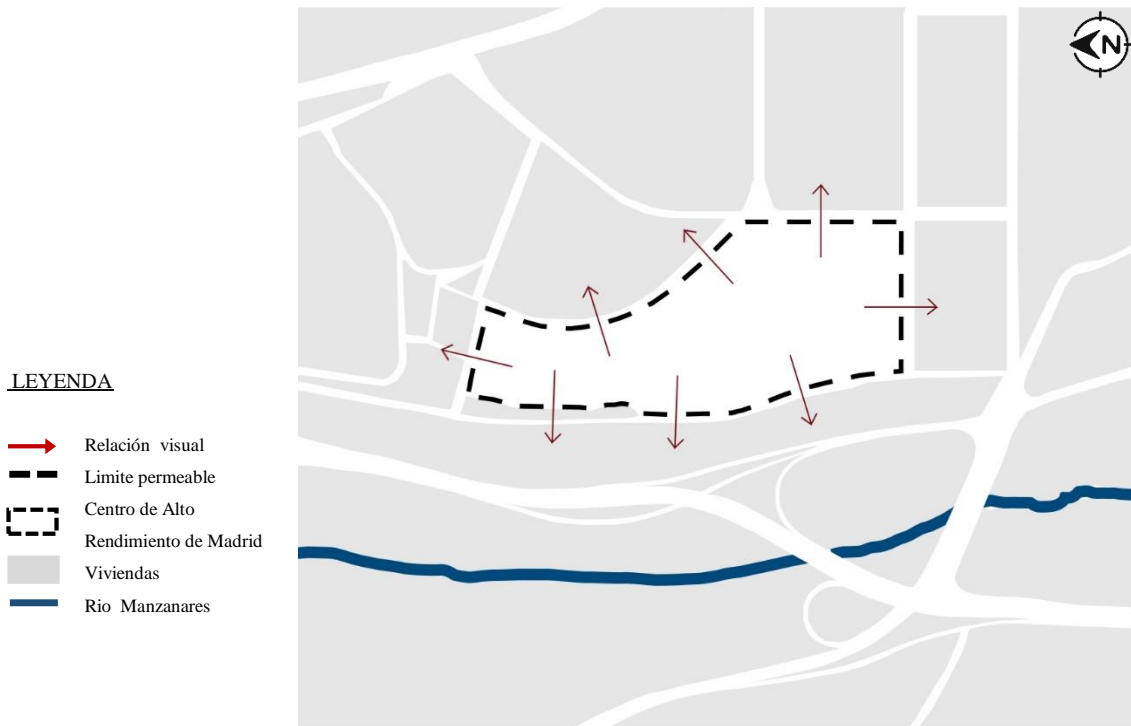 N
LEYENDA
Relación visual
Limite permeable
Centro de Alto
Rendimiento de Madrid
Viviendas
Rio Manzanares